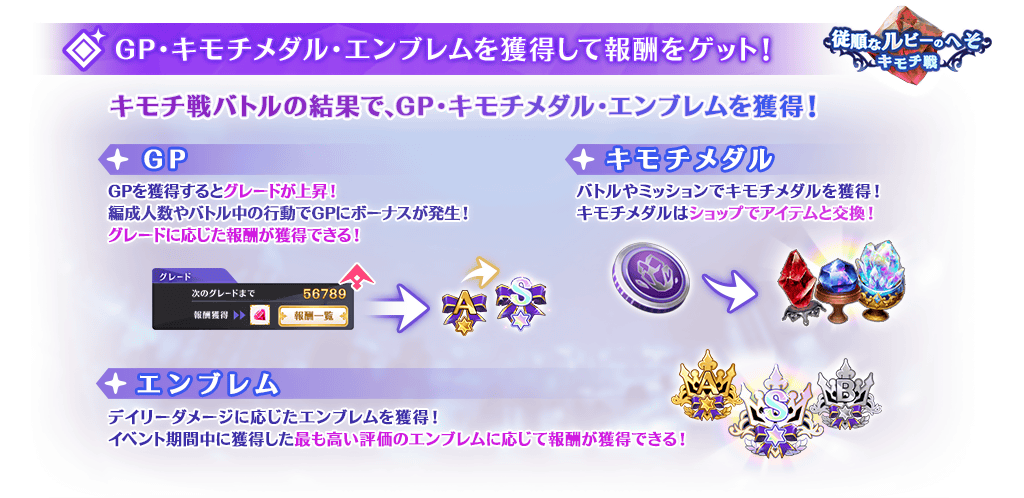 GP・キモチメダル・エンブレムを獲得して報酬をゲット！
従順なルビーのへそ
キモチ戦
キモチ戦バトルの結果で、GP・キモチメダル・エンブレムを獲得！
GP
GPを獲得するとグレードが上昇！
編成人数やバトル中の行動でGPにボーナスが発生！
グレードに応じた報酬が獲得できる！
グレード
次のグレードまで 56789
報酬獲得 報酬一覧
A
S
キモチメダル
バトルやミッションでキモチメダルを獲得！
キモチメダルはショップでアイテムと交換！
エンブレム
デイリーダメージに応じたエンブレムを獲得！
イベント期間中に獲得した最も高い評価のエンブレムに応じて報酬が獲得できる！
A
S
B